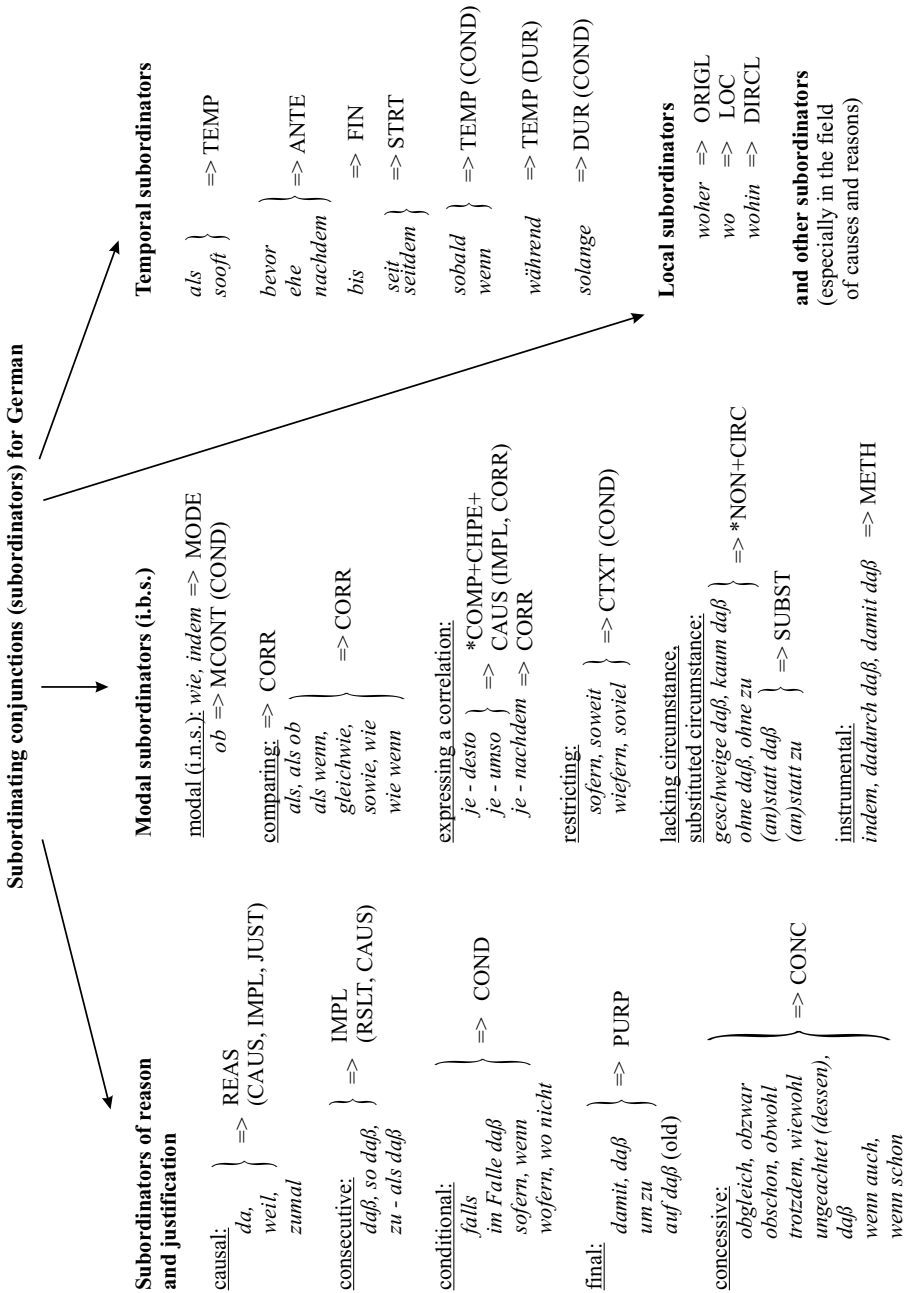 Subordinating conjunctions (subordinators) for German
Subordinators of reason
and justification
causal:
da,
weil,
zumal
=> REAS
(CAUS, IMPL, JUST)
consecutive:
daß, so daß,
zu - als daß
=> IMPL
(RSLT, CAUS)
conditional:
falls
im Falle daß
sofern, wenn
wofern, wo nicht
=> COND
final:
damit, daß
um zu
auf daß (old)
=> PURP
concessive:
obgleich, obzwar
obschon, obwohl
trotzdem, wiewohl
ungeachtet (dessen),
daß
wenn auch,
wenn schon
=> CONC
Modal subordinators (i.b.s.)
modal (i.n.s.): wie, indem => MODE
ob => MCONT (COND)
comparing: => CORR
als, als ob
als wenn,
gleichwie,
sowie, wie
wie wenn
=> CORR
expressing a correlation:
je - desto
je - umso
=> *COMP+CHPE+
CAUS (IMPL, CORR)
je - nachdem => CORR
restricting:
sofern, soweit
wiefern, soviel
=> CTXT (COND)
lacking circumstance,
substituted circumstance:
geschweige daß, kaum daß
ohne daß, ohne zu
=> *NON+CIRC
(an)statt daß
(an)statt zu
=> SUBST
instrumental:
indem, dadurch daß, damit daß => METH
Temporal subordinators
als
sooft
=> TEMP
bevor
ehe
nachdem
=> ANTE
bis => FIN
seit
seitdem
=> STRT
sobald
wenn
=> TEMP (COND)
während => TEMP (DUR)
solange => DUR (COND)
Local subordinators
woher => ORIGL
wo => LOC
wohin => DIRCL
and other subordinators
(especially in the field
of causes and reasons)